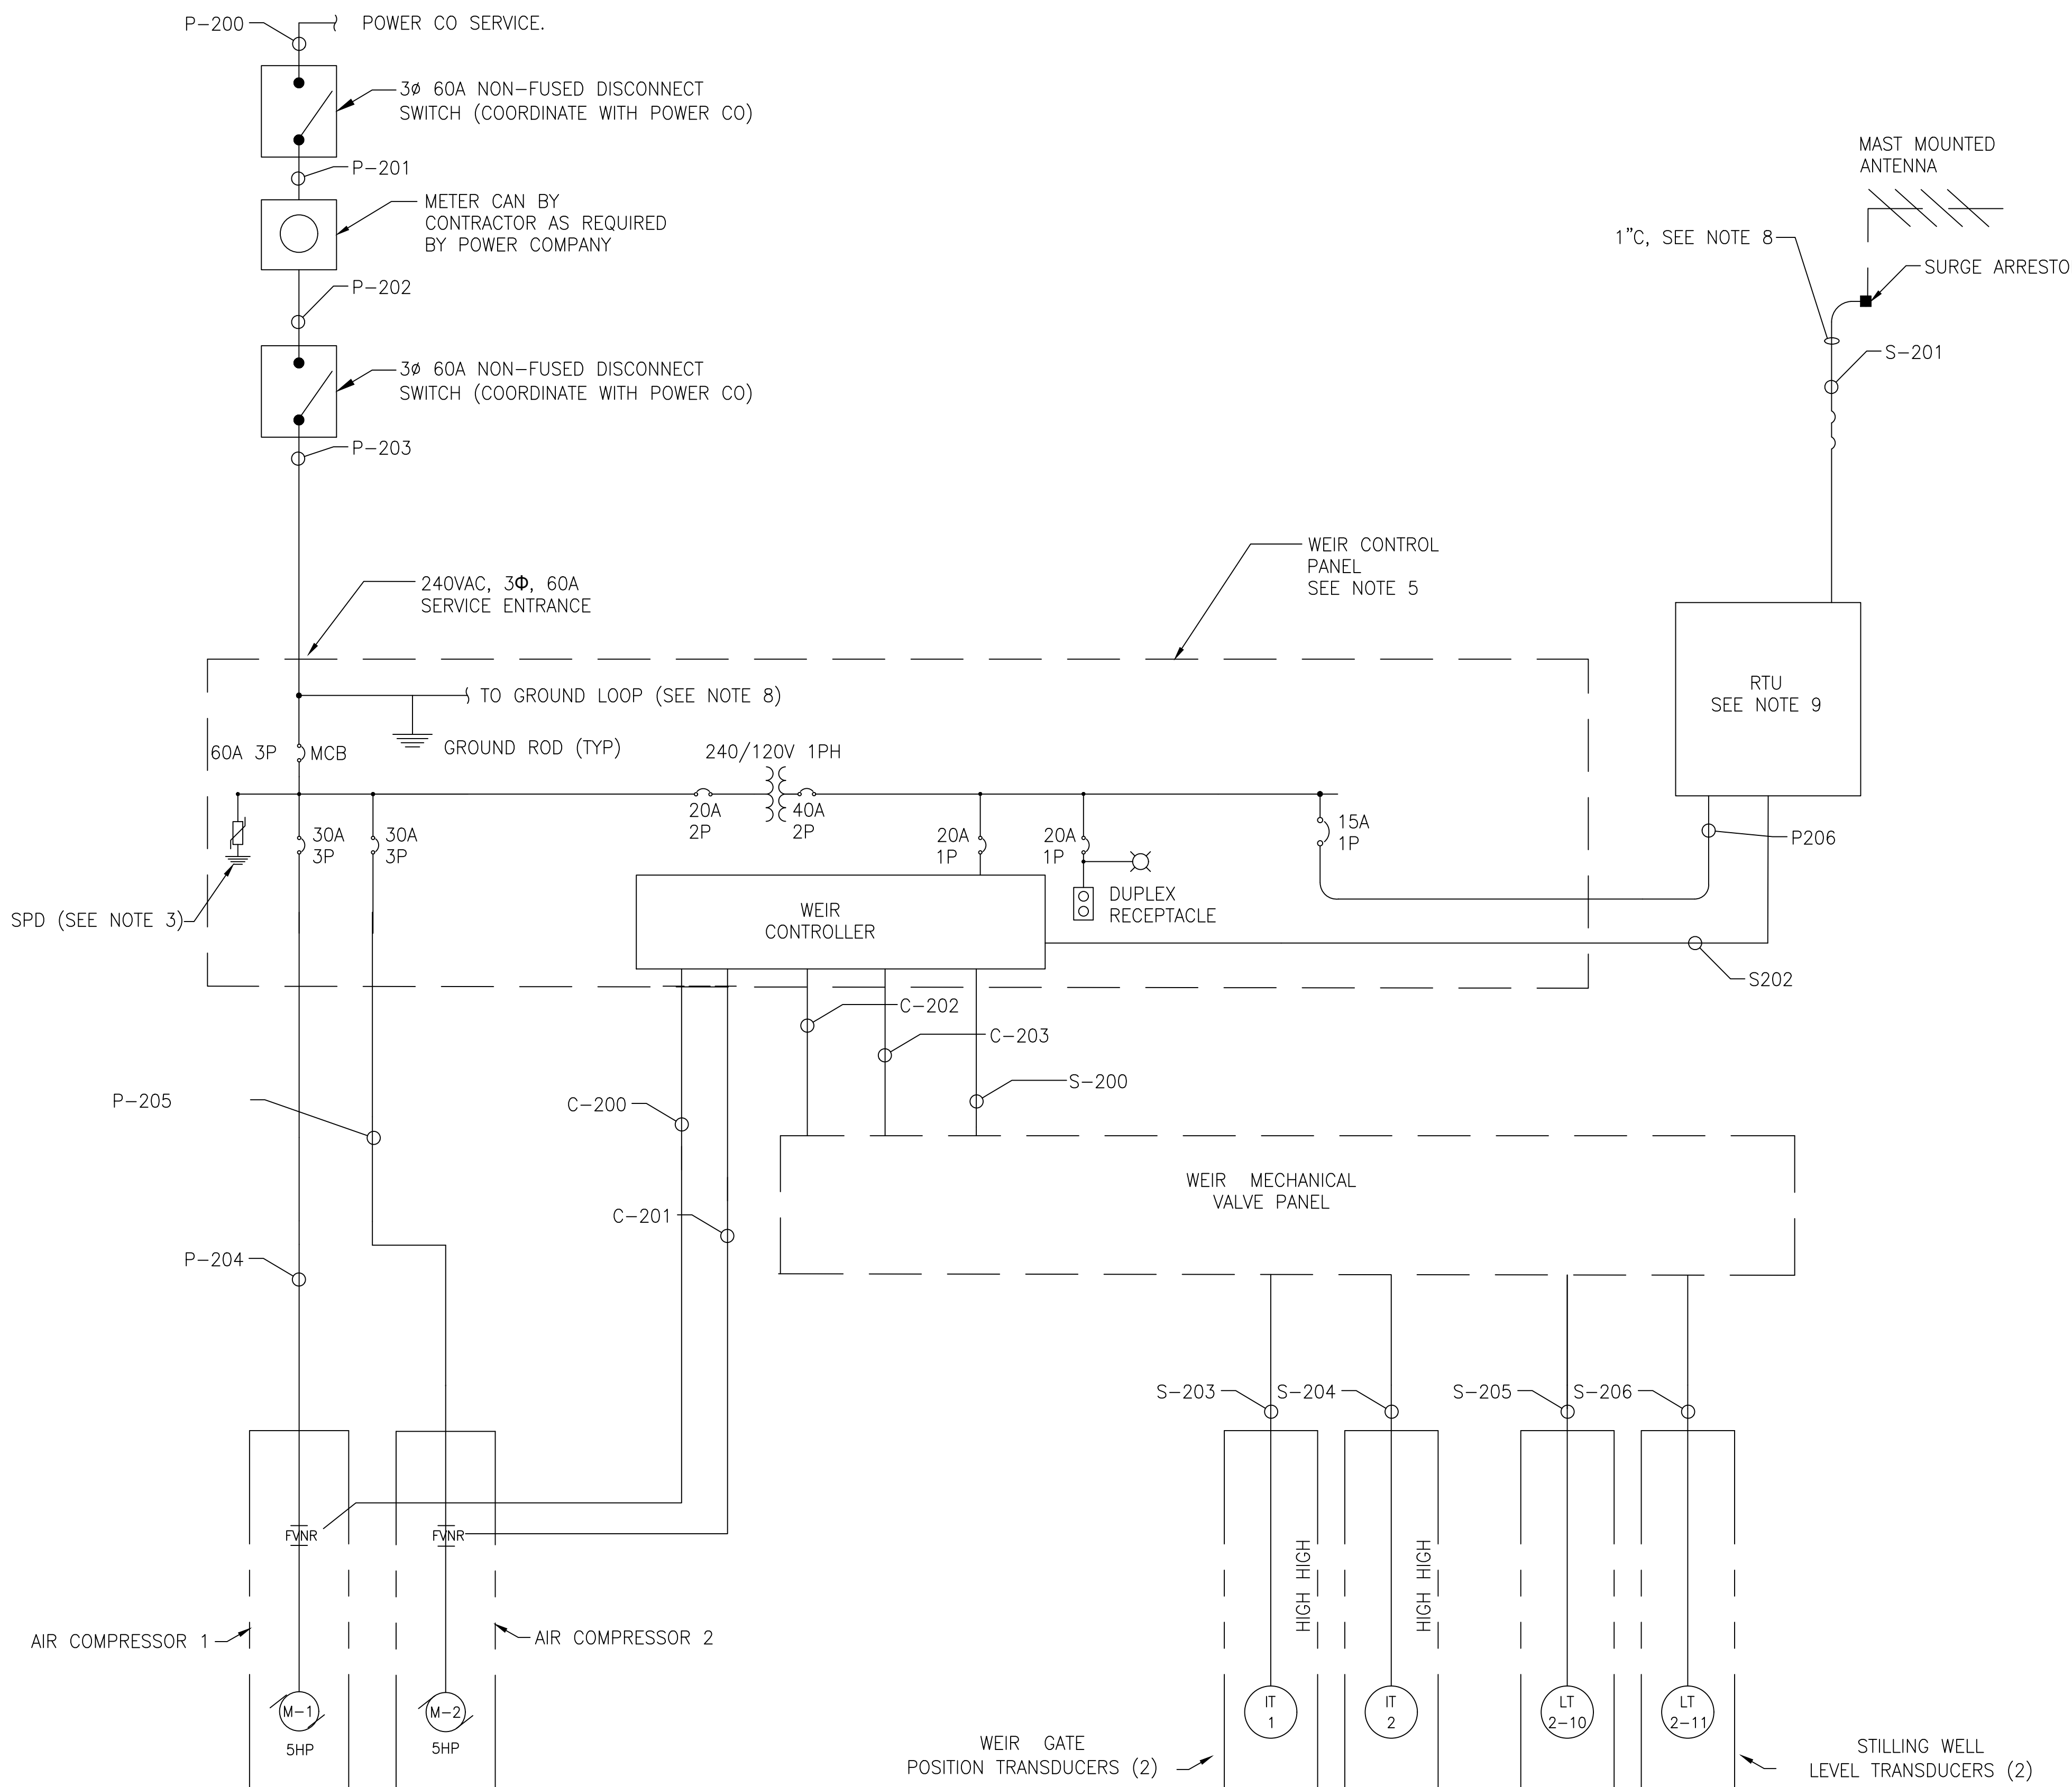 P-200
POWER CO SERVICE.
3ø 60A NON-FUSED DISCONNECT
SWITCH (COORDINATE WITH POWER CO)
P-201
METER CAN BY
CONTRACTOR AS REQUIRED
BY POWER COMPANY
P-202
3ø 60A NON-FUSED DISCONNECT
SWITCH (COORDINATE WITH POWER CO)
P-203
MAST MOUNTED
ANTENNA
1"C, SEE NOTE 8
SURGE ARRESTO
S-201
240VAC, 3Φ, 60A
SERVICE ENTRANCE
WEIR CONTROL
PANEL
SEE NOTE 5
RTU
SEE NOTE 9
TO GROUND LOOP (SEE NOTE 8)
GROUND ROD (TYP)
60A 3P
MCB
240/120V 1PH
20A
2P
40A
2P
30A
3P
30A
3P
20A
1P
20A
1P
15A
1P
P206
SPD (SEE NOTE 3)
WEIR
CONTROLLER
DUPLEX
RECEPTACLE
S202
C-202
C-203
S-200
P-205
C-200
C-201
P-204
WEIR MECHANICAL
VALVE PANEL
S-203
S-204
S-205
S-206
FVNR
FVNR
HIGH HIGH
HIGH HIGH
AIR COMPRESSOR 1
AIR COMPRESSOR 2
M-1
5HP
M-2
5HP
IT
1
IT
2
LT
2-10
LT
2-11
WEIR GATE
POSITION TRANSDUCERS (2)
STILLING WELL
LEVEL TRANSDUCERS (2)